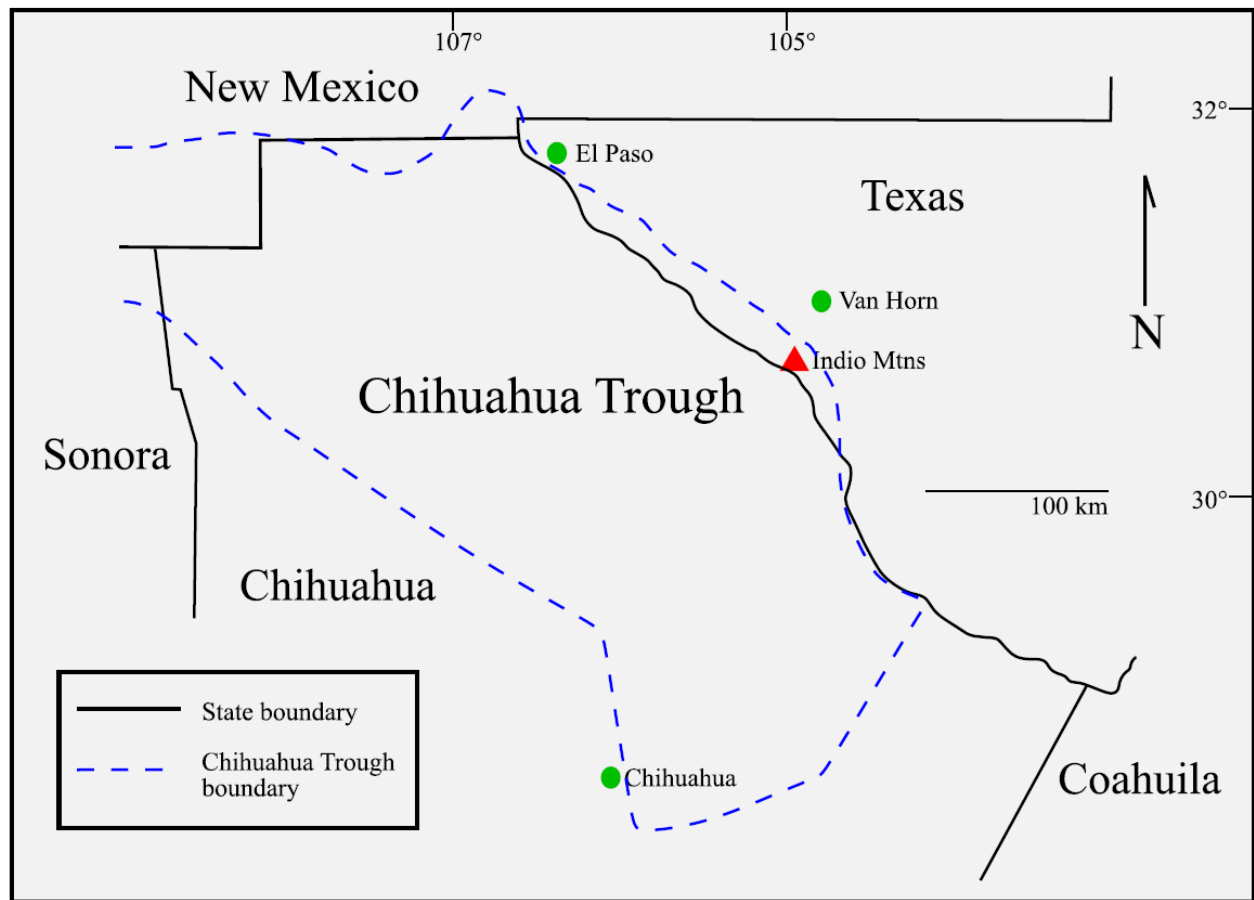 107°
105°
New Mexico
32°
El Paso
Texas
Van Horn
N
Indio Mtns
Chihuahua Trough
Sonora
30°
100 km
Chihuahua
State boundary
Chihuahua Trough
boundary
Chihuahua
Coahuila